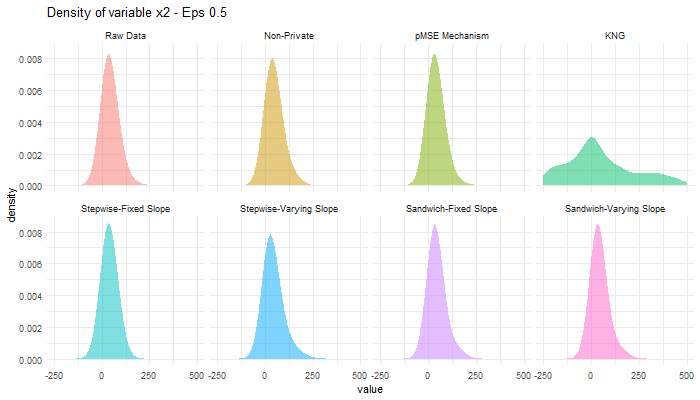 Density of variable x2 - Eps 0.5
Raw Data Non-Private pMSE Mechanism KNG
0.008
0.006
0.004
0.002
0.000
density
Stepwise-Fixed Slope Stepwise-Varying Slope Sandwich-Fixed Slope Sandwich-Varying Slope
0.008
0.006
0.004
0.002
0.000
-250 0 250 500 -250 0 250 500 -250 0 250 500 -250 0 250 500
value